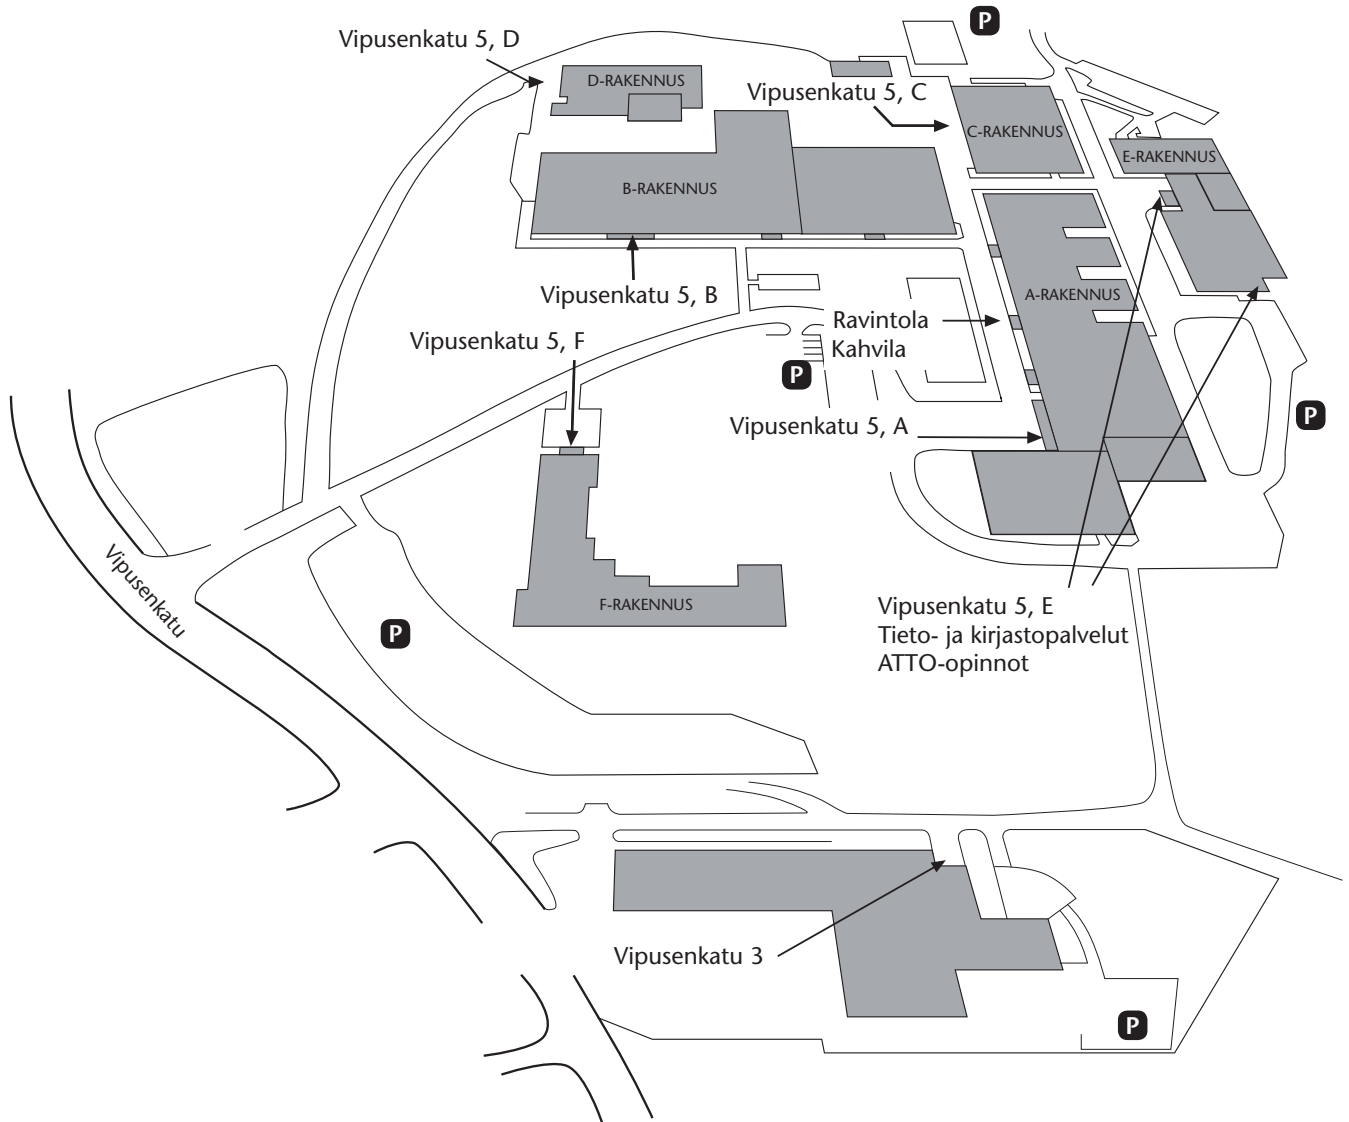 P
Vipusenkatu 5, D
D-RAKENNUS
Vipusenkatu 5, C
C-RAKENNUS
E-RAKENNUS
B-RAKENNUS
Vipusenkatu 5, B
A-RAKENNUS
Ravintola
Kahvila
Vipusenkatu 5, F
P
P
Vipusenkatu 5, A
Vipusenkatu
F-RAKENNUS
Vipusenkatu 5, E
Tieto- ja kirjastopalvelut
ATTO-opinnot
P
Vipusenkatu 3
P